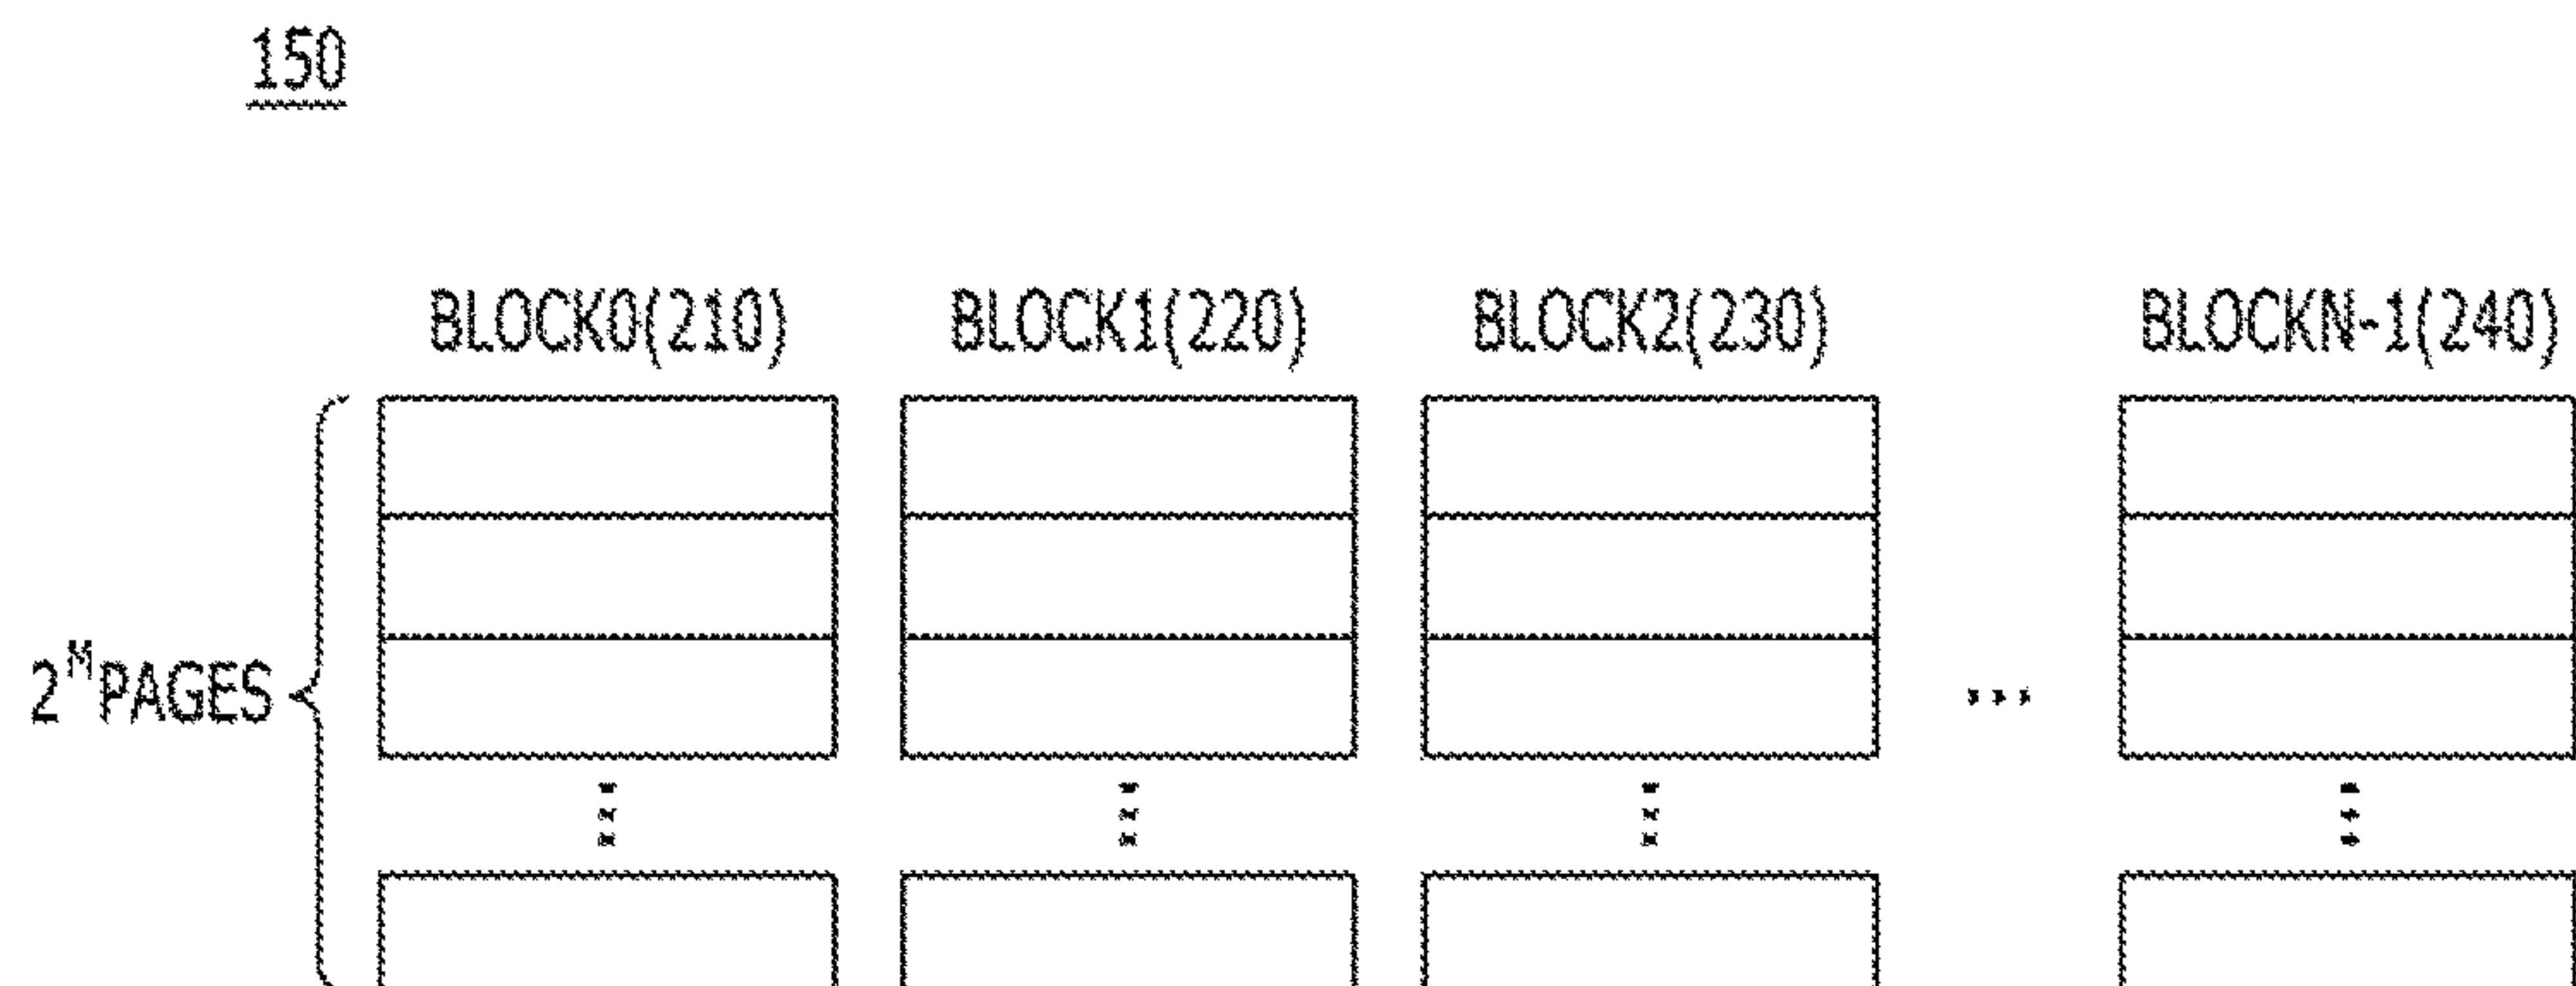 150
BLOCK0(210) BLOCK1(220) BLOCK2(230) BLOCKN-1(240)
2^M PAGES
...